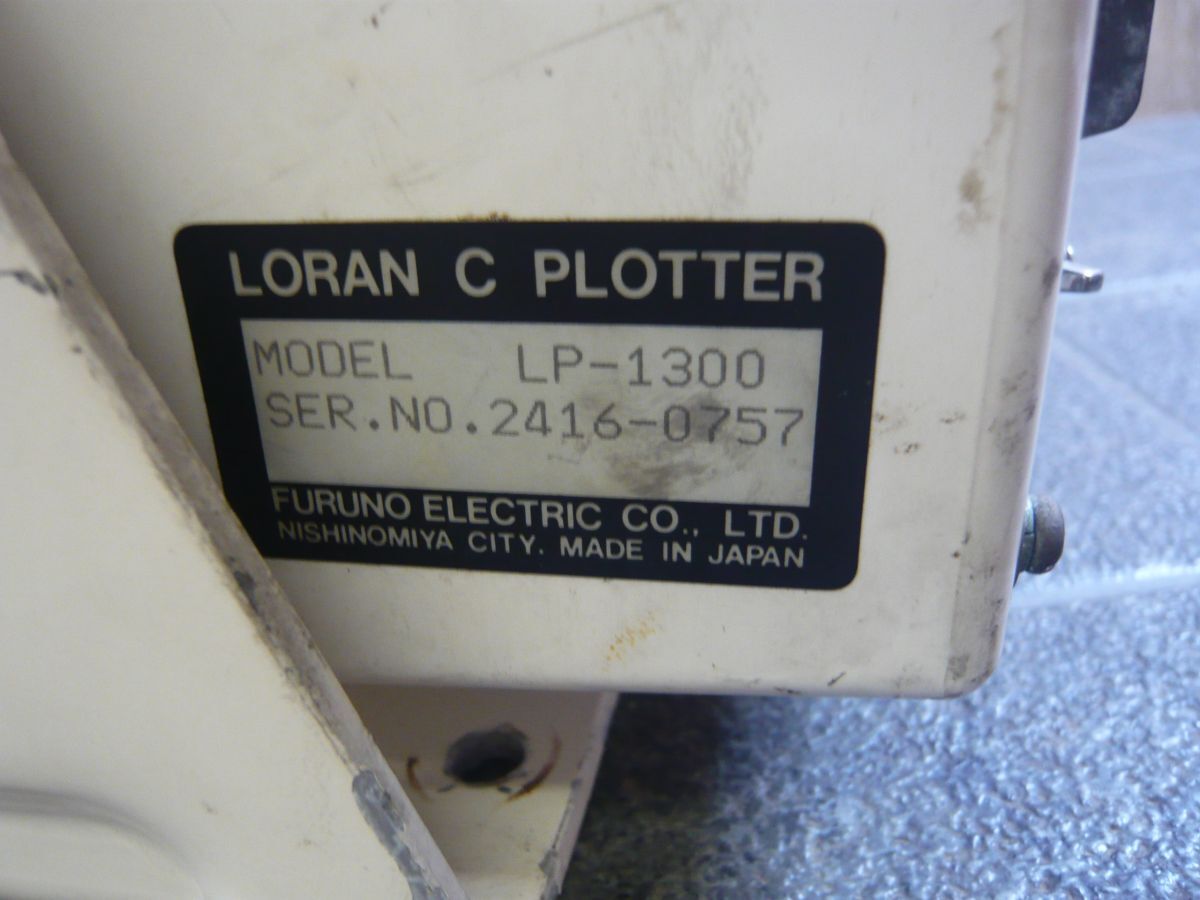 LORAN C PLOTTER
MODEL LP-1300
SER.NO.2416-0757
FURUNO ELECTRIC CO., LTD.
NISHINOMIYA CITY. MADE IN JAPAN